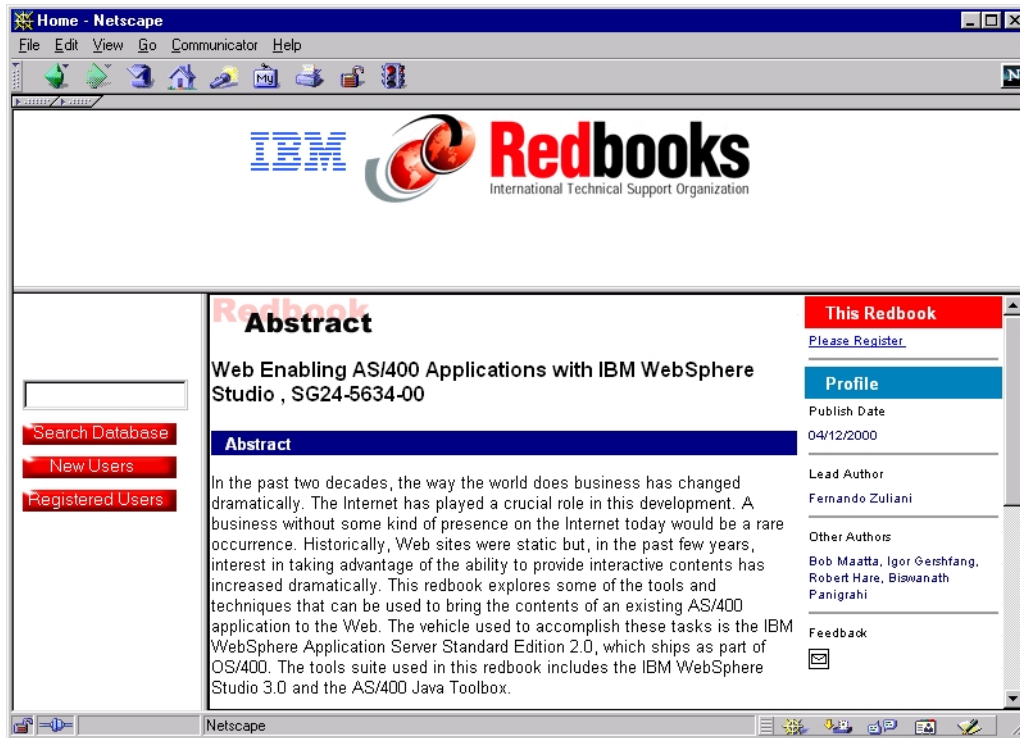 Home - Netscape
File Edit View Go Communicator Help
My
N
IBM Redbooks
International Technical Support Organization
Search Database
New Users
Registered Users
Redbook
Abstract
Web Enabling AS/400 Applications with IBM WebSphere
Studio , SG24-5634-00
Abstract
In the past two decades, the way the world does business has changed
dramatically. The Internet has played a crucial role in this development. A
business without some kind of presence on the Internet today would be a rare
occurrence. Historically, Web sites were static but, in the past few years,
interest in taking advantage of the ability to provide interactive contents has
increased dramatically. This redbook explores some of the tools and
techniques that can be used to bring the contents of an existing AS/400
application to the Web. The vehicle used to accomplish these tasks is the IBM
WebSphere Application Server Standard Edition 2.0, which ships as part of
OS/400. The tools suite used in this redbook includes the IBM WebSphere
Studio 3.0 and the AS/400 Java Toolbox.
This Redbook
Please Register
Profile
Publish Date
04/12/2000
Lead Author
Fernando Zuliani
Other Authors
Bob Maatta, Igor Gershfang,
Robert Hare, Biswanath
Panigrahi
Feedback
Netscape